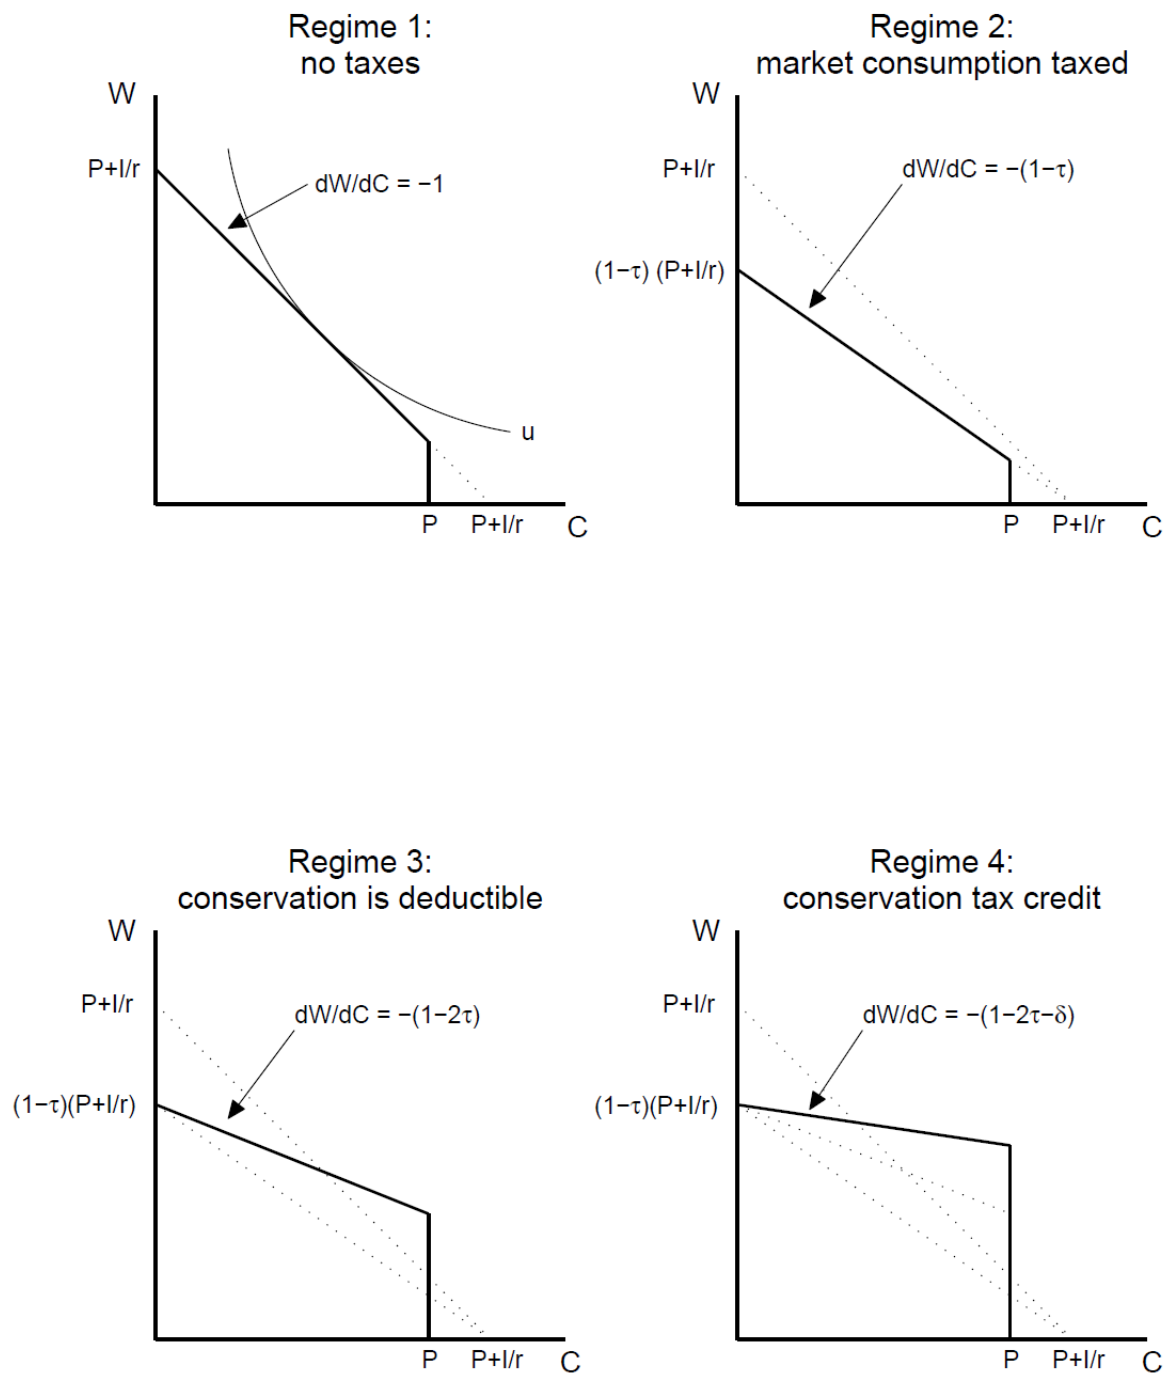 Regime 1:
no taxes
W
P+I/r
dW/dC = −1
u
P
P+I/r
C
Regime 2:
market consumption taxed
W
P+I/r
dW/dC = −(1−τ)
(1−τ) (P+I/r)
P
P+I/r
C
Regime 3:
conservation is deductible
W
P+I/r
dW/dC = −(1−2τ)
(1−τ)(P+I/r)
P
P+I/r
C
Regime 4:
conservation tax credit
W
P+I/r
dW/dC = −(1−2τ−δ)
(1−τ)(P+I/r)
P
P+I/r
C